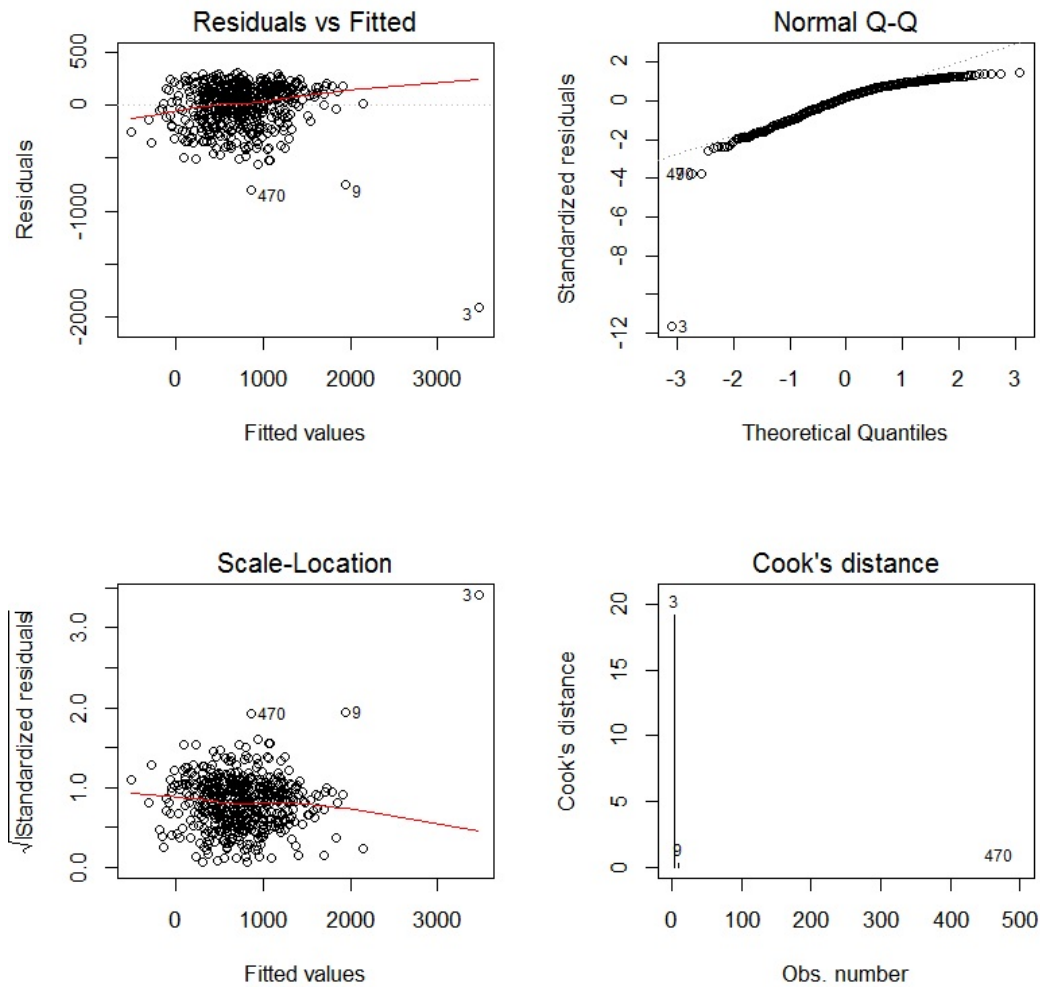 Residuals vs Fitted
Residuals
500
0
-1000
-2000
470
9
3
0 1000 2000 3000
Fitted values
Normal Q-Q
Standardized residuals
2
0
-2
-4
-6
-8
-12
3
-3 -2 -1 0 1 2 3
Theoretical Quantiles
Scale-Location
√|Standardized residuals|
3.0
2.0
1.0
0.0
3
470
9
0 1000 2000 3000
Fitted values
Cook's distance
Cook's distance
20
15
10
5
0
3
9
470
0 100 200 300 400 500
Obs. number